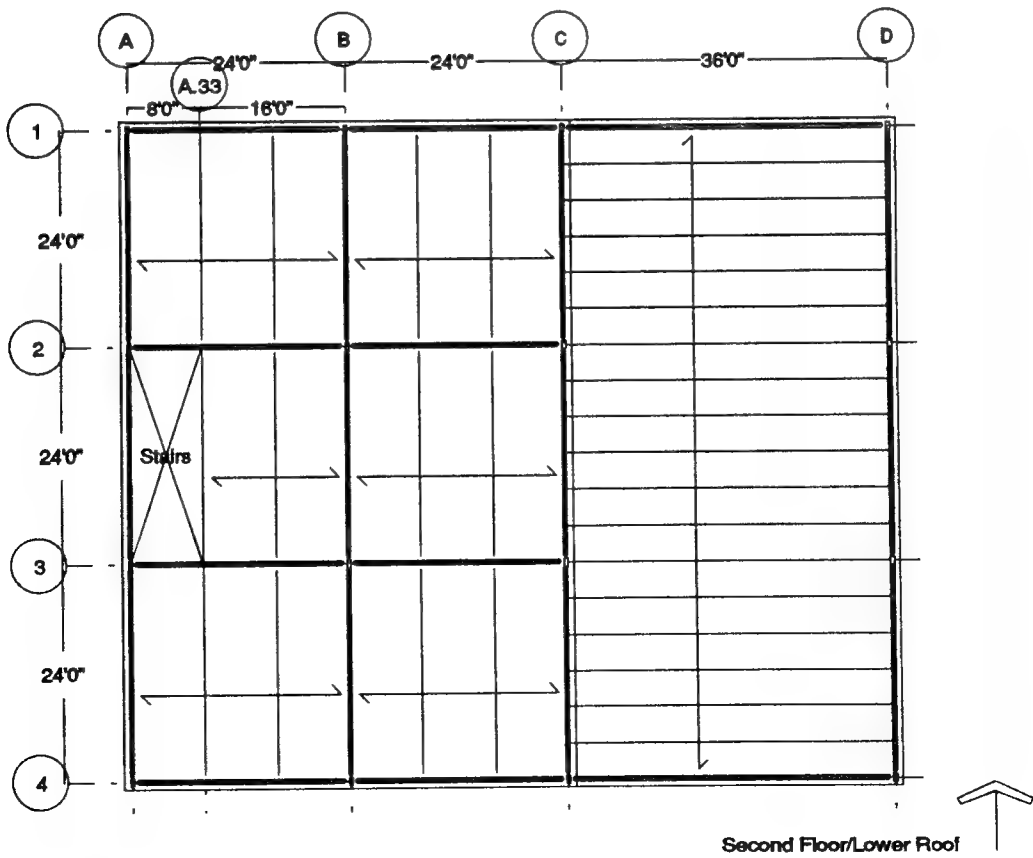 A B C D
24'0" 24'0" 36'0"
A.33
8'0" 16'0"
1
24'0"
2
24'0"
Stairs
3
24'0"
4
Second Floor/Lower Roof